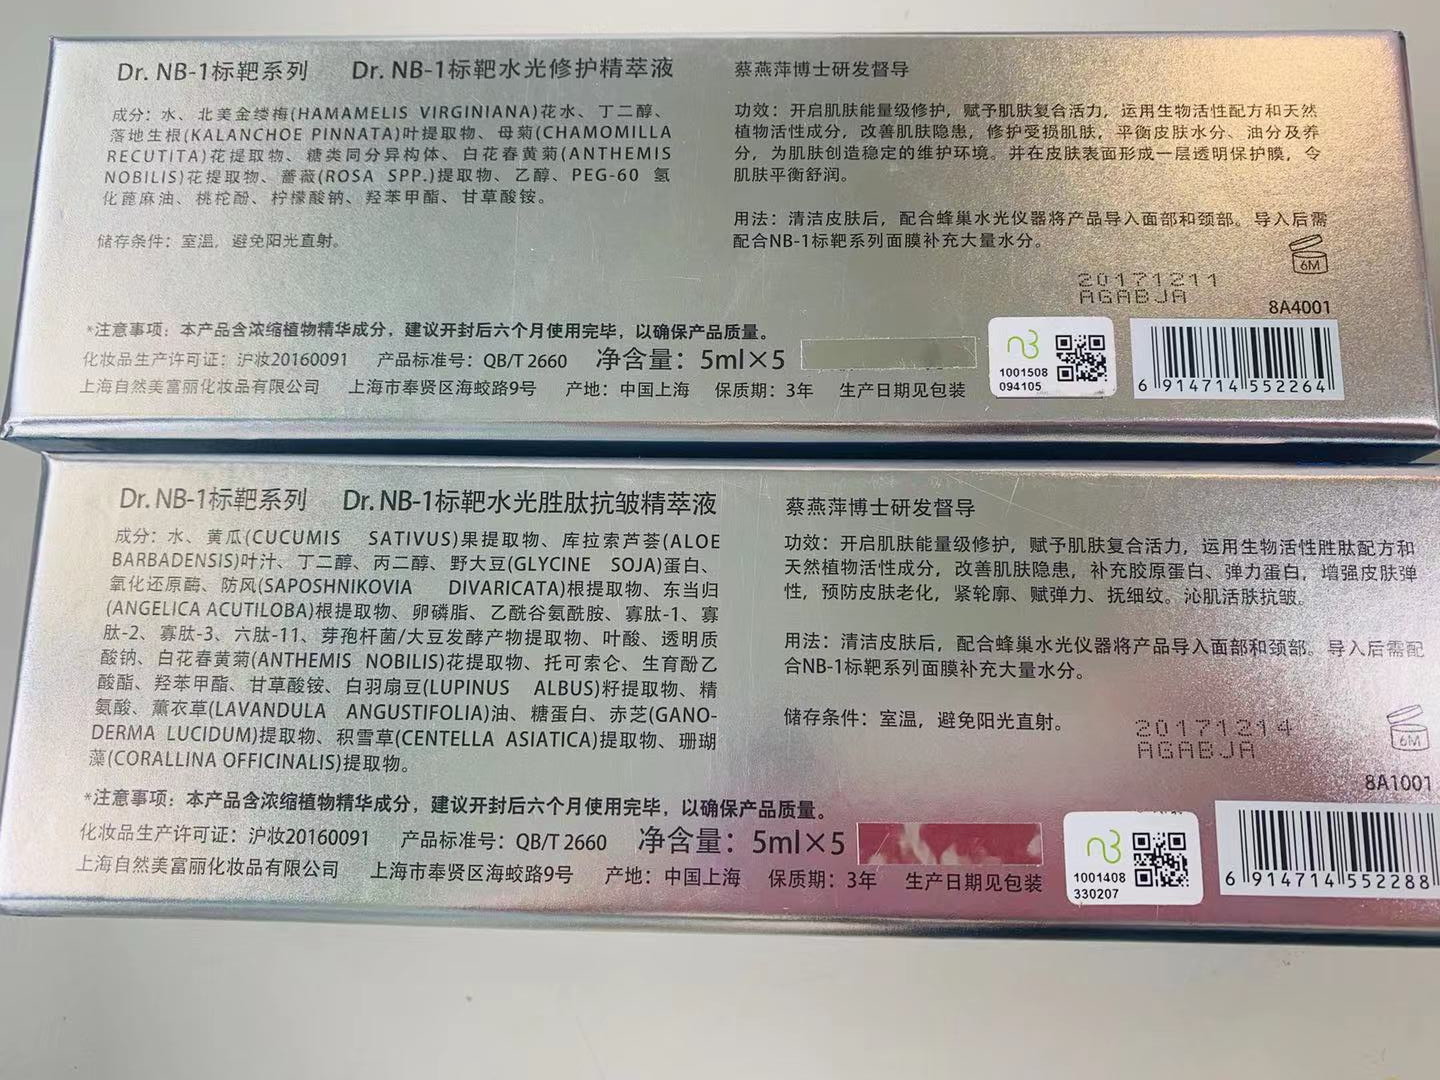 Dr. NB-1标靶系列 Dr. NB-1标靶水光修护精萃液
成分：水、北美金缕梅(HAMAMELIS VIRGINIANA)花水、丁二醇、
落地生根(KALANCHOE PINNATA)叶提取物、母菊(CHAMOMILLA
RECUTITA)花提取物、糖类同分异构体、白花春黄菊(ANTHEMIS
NOBILIS)花提取物、蔷薇(ROSA SPP.)提取物、乙醇、PEG-60 氢
化蓖麻油、桃柁酚、柠檬酸钠、羟苯甲酯、甘草酸铵。
储存条件：室温，避免阳光直射。
蔡燕萍博士研发督导
功效：开启肌肤能量级修护，赋予肌肤复合活力，运用生物活性配方和天然
植物活性成分，改善肌肤隐患，修护受损肌肤，平衡皮肤水分、油分及养
分，为肌肤创造稳定的维护环境。并在皮肤表面形成一层透明保护膜，令
肌肤平衡舒润。
用法：清洁皮肤后，配合蜂巢水光仪器将产品导入面部和颈部。导入后需
配合NB-1标靶系列面膜补充大量水分。
20171211
AGABJA
6M
8A4001
*注意事项：本产品含浓缩植物精华成分，建议开封后六个月使用完毕，以确保产品质量。
化妆品生产许可证：沪妆20160091 产品标准号：QB/T 2660 净含量：5ml×5
上海自然美富丽化妆品有限公司 上海市奉贤区海蛟路9号 产地：中国上海 保质期：3年 生产日期见包装
1001508
094105
6 914714 552264
Dr. NB-1标靶系列 Dr. NB-1标靶水光胜肽抗皱精萃液
成分：水、黄瓜(CUCUMIS SATIVUS)果提取物、库拉索芦荟(ALOE
BARBADENSIS)叶汁、丁二醇、丙二醇、野大豆(GLYCINE SOJA)蛋白、
氧化还原酶、防风(SAPOSHNIKOVIA DIVARICATA)根提取物、东当归
(ANGELICA ACUTILOBA)根提取物、卵磷脂、乙酰谷氨酰胺、寡肽-1、寡
肽-2、寡肽-3、六肽-11、芽孢杆菌/大豆发酵产物提取物、叶酸、透明质
酸钠、白花春黄菊(ANTHEMIS NOBILIS)花提取物、托可索仑、生育酚乙
酸酯、羟苯甲酯、甘草酸铵、白羽扇豆(LUPINUS ALBUS)籽提取物、精
氨酸、薰衣草(LAVANDULA ANGUSTIFOLIA)油、糖蛋白、赤芝(GANO-
DERMA LUCIDUM)提取物、积雪草(CENTELLA ASIATICA)提取物、珊瑚
藻(CORALLINA OFFICINALIS)提取物。
蔡燕萍博士研发督导
功效：开启肌肤能量级修护，赋予肌肤复合活力，运用生物活性胜肽配方和
天然植物活性成分，改善肌肤隐患，补充胶原蛋白、弹力蛋白，增强皮肤弹
性，预防皮肤老化，紧轮廓、赋弹力、抚细纹。沁肌活肤抗皱。
用法：清洁皮肤后，配合蜂巢水光仪器将产品导入面部和颈部。导入后需配
合NB-1标靶系列面膜补充大量水分。
储存条件：室温，避免阳光直射。
20171214
AGABJA
6M
8A1001
*注意事项：本产品含浓缩植物精华成分，建议开封后六个月使用完毕，以确保产品质量。
化妆品生产许可证：沪妆20160091 产品标准号：QB/T 2660 净含量：5ml×5
上海自然美富丽化妆品有限公司 上海市奉贤区海蛟路9号 产地：中国上海 保质期：3年 生产日期见包装
1001408
330207
6 914714 552288